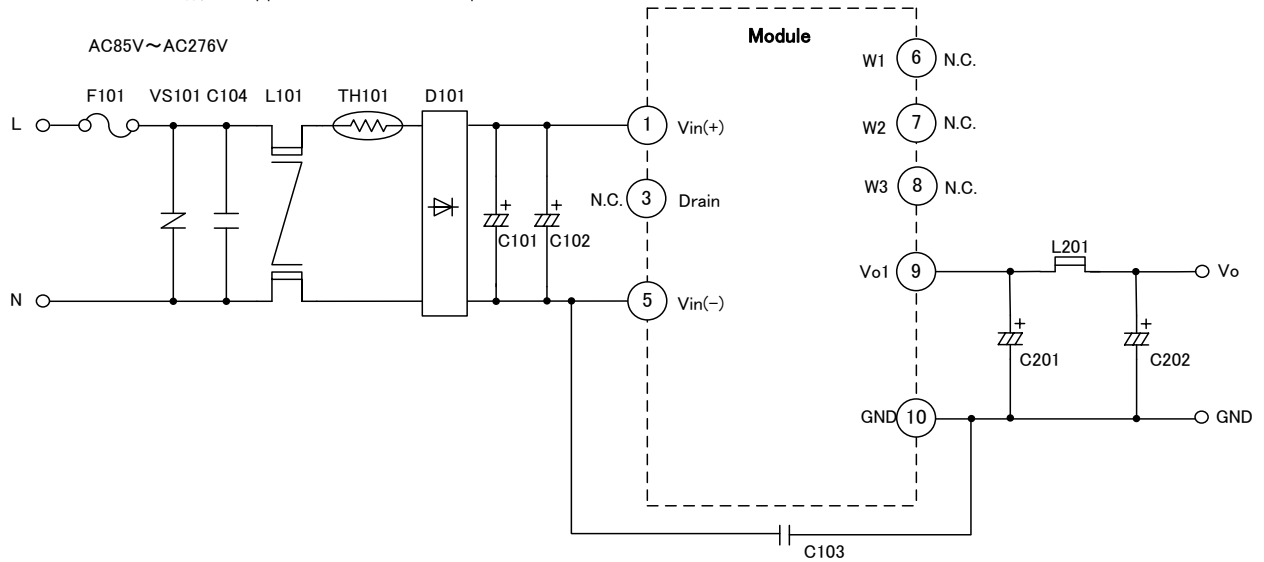 AC85V～AC276V
Module
F101 VS101 C104 L101 TH101 D101
L
N
C101 C102
1 Vin(+)
N.C. 3 Drain
5 Vin(-)
W1 6 N.C.
W2 7 N.C.
W3 8 N.C.
Vo1 9
L201
Vo
C201
C202
GND 10
GND
C103